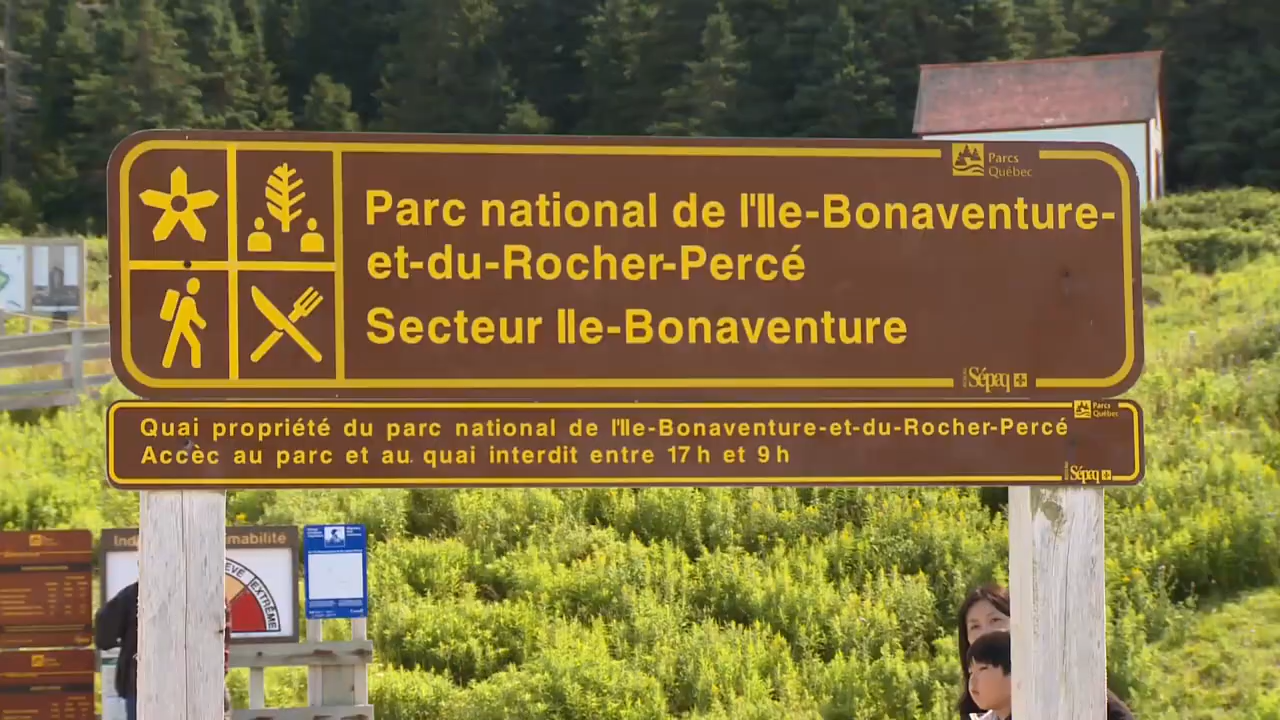 Parcs
Québec
Parc national de l'Ile-Bonaventure-
et-du-Rocher-Percé
Secteur Ile-Bonaventure
Sépaq
Parcs
Québec
Quai propriété du parc national de l'Ile-Bonaventure-et-du-Rocher-Percé
Accèc au parc et au quai interdit entre 17 h et 9 h
Sépaq
EXTRÊME